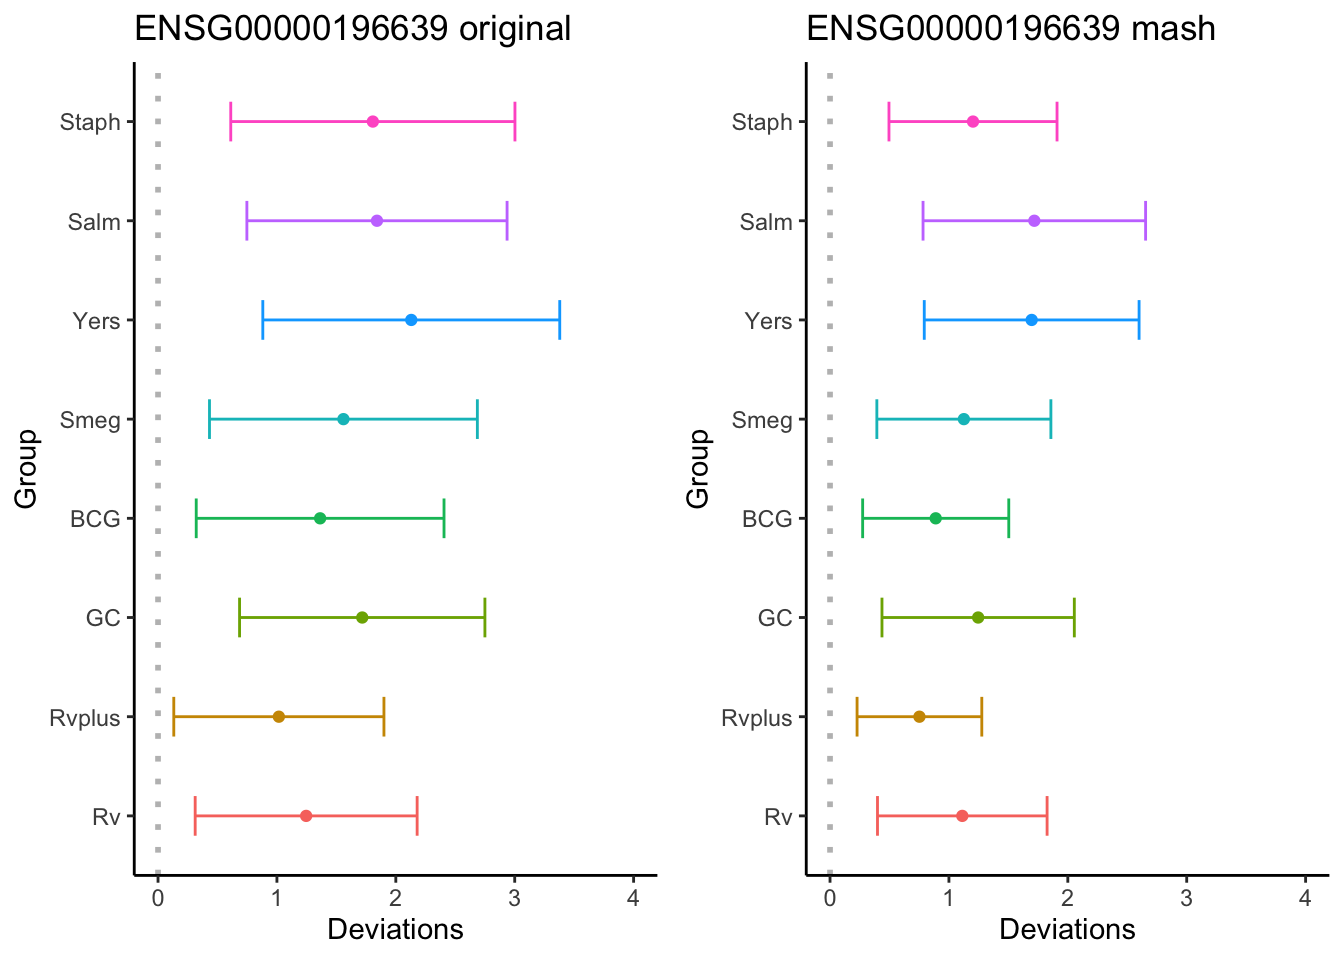 ENSG00000196639 original
Staph
Salm
Yers
Smeg
BCG
GC
Rvplus
Rv
Group
0 1 2 3 4
Deviations
ENSG00000196639 mash
Staph
Salm
Yers
Smeg
BCG
GC
Rvplus
Rv
Group
0 1 2 3 4
Deviations